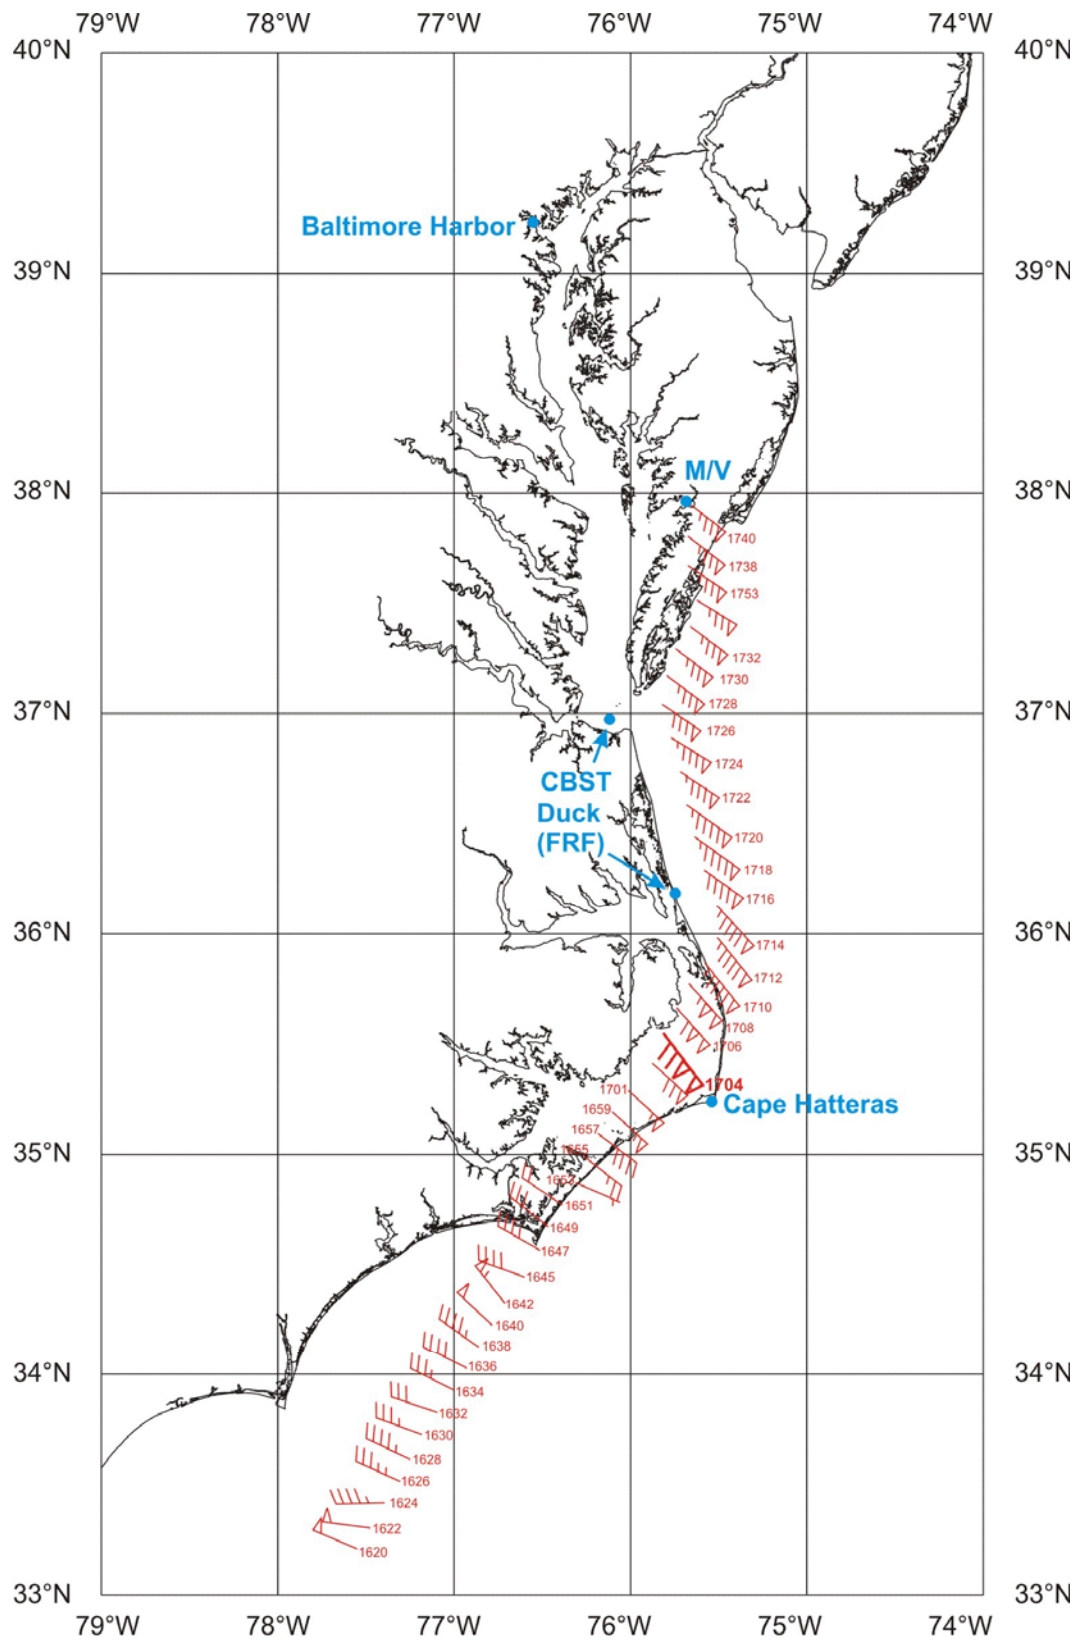 79°W 78°W 77°W 76°W 75°W 74°W
40°N 40°N
Baltimore Harbor
39°N 39°N
M/V
38°N 38°N
1740
1738
1753
1732
1730
1728
37°N 37°N
1726
1724
CBST
1722
Duck
(FRF)
1720
1718
1716
36°N 36°N
1714
1712
1710
1708
1706
1704
1701
Cape Hatteras
1659
1657
1655
35°N 35°N
1653
1651
1649
1647
1645
1642
1640
1638
1636
34°N 34°N
1634
1632
1630
1628
1626
1624
1622
1620
33°N 33°N
79°W 78°W 77°W 76°W 75°W 74°W